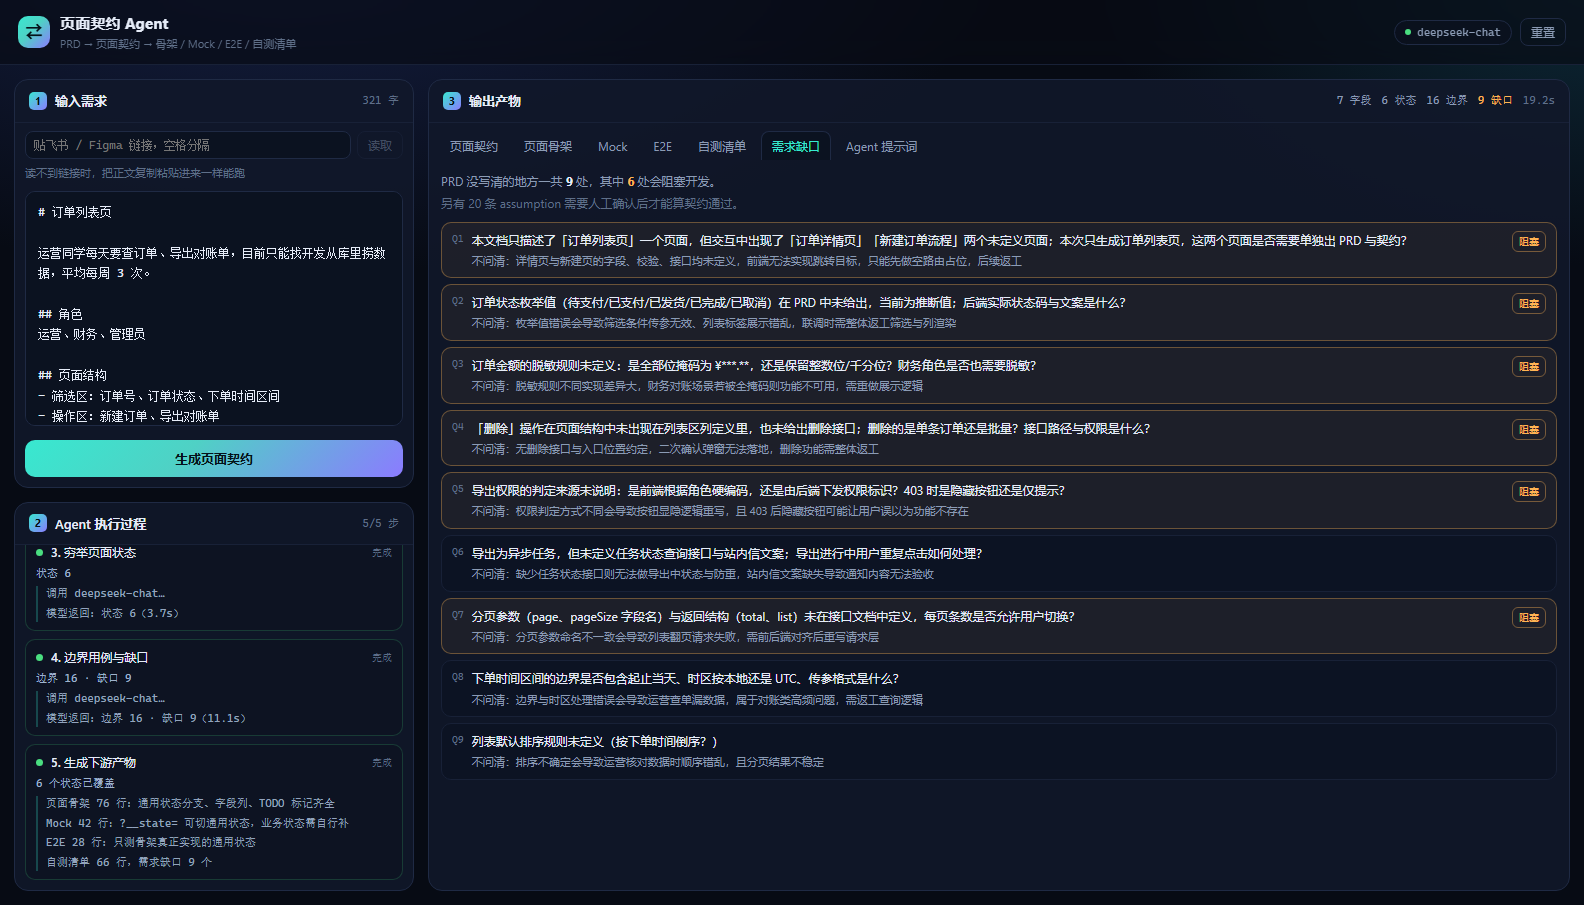 页面契约 Agent
PRD → 页面契约 → 骨架 / Mock / E2E / 自测清单
deepseek-chat
重置
1 输入需求
321 字
贴飞书 / Figma 链接，空格分隔
读取
读不到链接时，把正文复制粘贴进来一样能跑
# 订单列表页
运营同学每天要查订单、导出对账单，目前只能找开发从库里捞数
据，平均每周 3 次。
## 角色
运营、财务、管理员
## 页面结构
- 筛选区：订单号、订单状态、下单时间区间
- 操作区：新建订单、导出对账单
生成页面契约
2 Agent 执行过程
5/5 步
3. 穷举页面状态
完成
状态 6
调用 deepseek-chat…
模型返回：状态 6（3.7s）
4. 边界用例与缺口
完成
边界 16 · 缺口 9
调用 deepseek-chat…
模型返回：边界 16 · 缺口 9（11.1s）
5. 生成下游产物
完成
6 个状态已覆盖
页面骨架 76 行：通用状态分支、字段列、TODO 标记齐全
Mock 42 行：?__state= 可切通用状态，业务状态需自行补
E2E 28 行：只测骨架真正实现的通用状态
自测清单 66 行，需求缺口 9 个
3 输出产物
7 字段 6 状态 16 边界 9 缺口 19.2s
页面契约 页面骨架 Mock E2E 自测清单 需求缺口 Agent 提示词
PRD 没写清的地方一共 9 处，其中 6 处会阻塞开发。
另有 20 条 assumption 需要人工确认后才能算契约通过。
Q1 本文档只描述了「订单列表页」一个页面，但交互中出现了「订单详情页」「新建订单流程」两个未定义页面；本次只生成订单列表页，这两个页面是否需要单独出 PRD 与契约？
阻塞
不问清：详情页与新建页的字段、校验、接口均未定义，前端无法实现跳转目标，只能先做空路由占位，后续返工
Q2 订单状态枚举值（待支付/已支付/已发货/已完成/已取消）在 PRD 中未给出，当前为推断值；后端实际状态码与文案是什么？
阻塞
不问清：枚举值错误会导致筛选条件传参无效、列表标签展示错乱，联调时需整体返工筛选与列渲染
Q3 订单金额的脱敏规则未定义：是全部位掩码为 ¥***.**，还是保留整数位/千分位？财务角色是否也需要脱敏？
阻塞
不问清：脱敏规则不同实现差异大，财务对账场景若被全掩码则功能不可用，需重做展示逻辑
Q4 「删除」操作在页面结构中未出现在列表区列定义里，也未给出删除接口；删除的是单条订单还是批量？接口路径与权限是什么？
阻塞
不问清：无删除接口与入口位置约定，二次确认弹窗无法落地，删除功能需整体返工
Q5 导出权限的判定来源未说明：是前端根据角色硬编码，还是由后端下发权限标识？403 时是隐藏按钮还是仅提示？
阻塞
不问清：权限判定方式不同会导致按钮显隐逻辑重写，且 403 后隐藏按钮可能让用户误以为功能不存在
Q6 导出为异步任务，但未定义任务状态查询接口与站内信文案；导出进行中用户重复点击如何处理？
不问清：缺少任务状态接口则无法做导出中状态与防重，站内信文案缺失导致通知内容无法验收
Q7 分页参数（page、pageSize 字段名）与返回结构（total、list）未在接口文档中定义，每页条数是否允许用户切换？
阻塞
不问清：分页参数命名不一致会导致列表翻页请求失败，需前后端对齐后重写请求层
Q8 下单时间区间的边界是否包含起止当天、时区按本地还是 UTC、传参格式是什么？
不问清：边界与时区处理错误会导致运营查单漏数据，属于对账类高频问题，需返工查询逻辑
Q9 列表默认排序规则未定义（按下单时间倒序？）
不问清：排序不确定会导致运营核对数据时顺序错乱，且分页结果不稳定